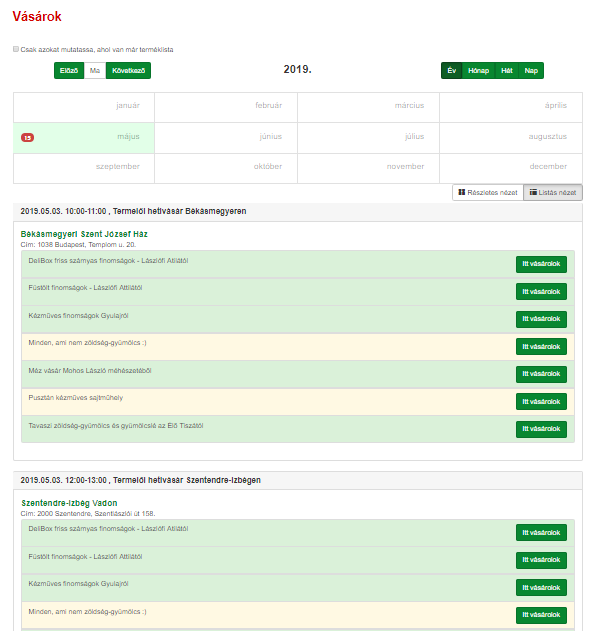 Vásárok
Csak azokat mutatassa, ahol van már terméklista
Előző Ma Következő
2019.
Év Hónap Hét Nap
január február március április
15 május június július augusztus
szeptember október november december
Részletes nézet Listás nézet
2019.05.03. 10:00-11:00 , Termelői hetivásár Békásmegyeren
Békásmegyeri Szent József Ház
Cím: 1038 Budapest, Templom u. 20.
DeliBox friss szárnyas finomságok - Lászlófi Atilától Itt vásárolok
Füstölt finomságok - Lászlófi Attilától Itt vásárolok
Kézműves finomságok Gyulajról Itt vásárolok
Minden, ami nem zöldség-gyümölcs :) Itt vásárolok
Méz vásár Mohos László méhészetéből Itt vásárolok
Pusztán kézműves sajtműhely Itt vásárolok
Tavaszi zöldség-gyümölcs és gyümölcslé az Élő Tiszától Itt vásárolok
2019.05.03. 12:00-13:00 , Termelői hetivásár Szentendre-Izbégen
Szentendre-Izbég Vadon
Cím: 2000 Szentendre, Szentlászlói út 158.
DeliBox friss szárnyas finomságok - Lászlófi Atilától Itt vásárolok
Füstölt finomságok - Lászlófi Attilától Itt vásárolok
Kézműves finomságok Gyulajról Itt vásárolok
Minden, ami nem zöldség-gyümölcs :) Itt vásárolok